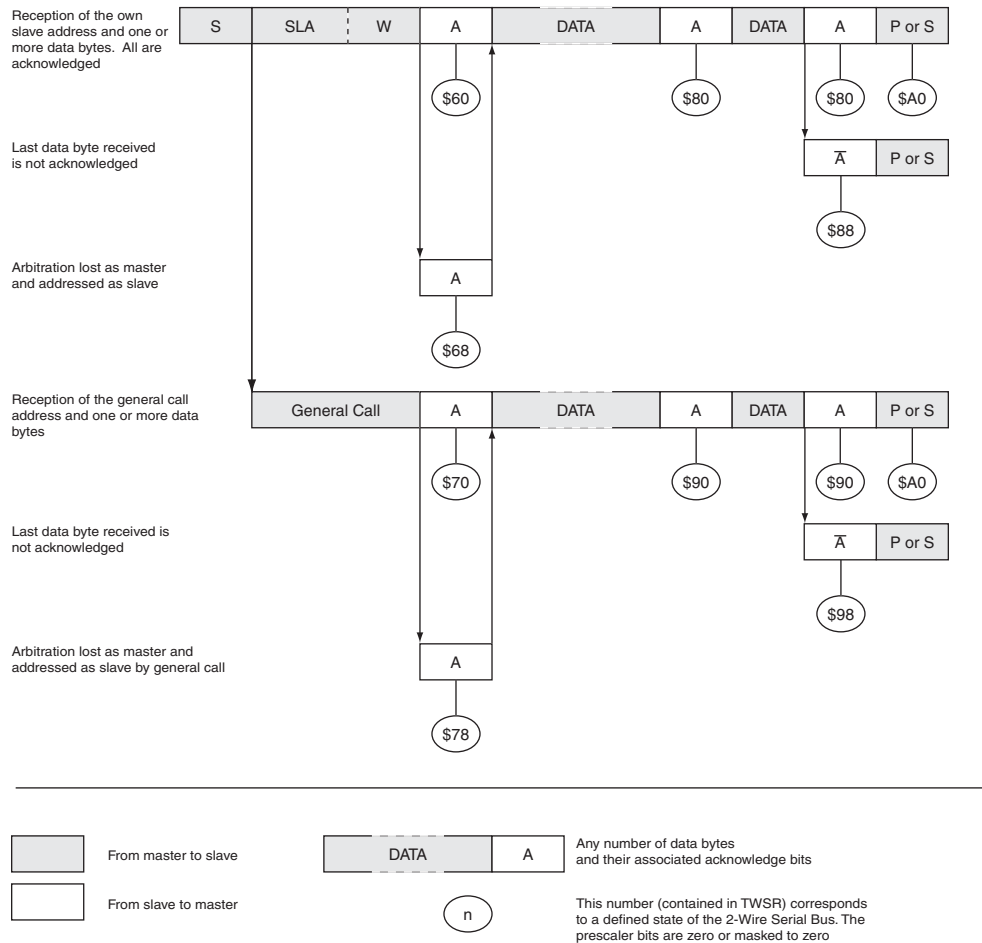 Reception of the own
slave address and one or
more data bytes. All are
acknowledged
S SLA W A DATA A DATA A P or S
$60 $80 $80 $A0
Last data byte received
is not acknowledged
A̅ P or S
$88
Arbitration lost as master
and addressed as slave
A
$68
Reception of the general call
address and one or more data
bytes
General Call A DATA A DATA A P or S
$70 $90 $90 $A0
Last data byte received is
not acknowledged
A̅ P or S
$98
Arbitration lost as master and
addressed as slave by general call
A
$78
From master to slave
DATA A
Any number of data bytes
and their associated acknowledge bits
From slave to master
n
This number (contained in TWSR) corresponds
to a defined state of the 2-Wire Serial Bus. The
prescaler bits are zero or masked to zero